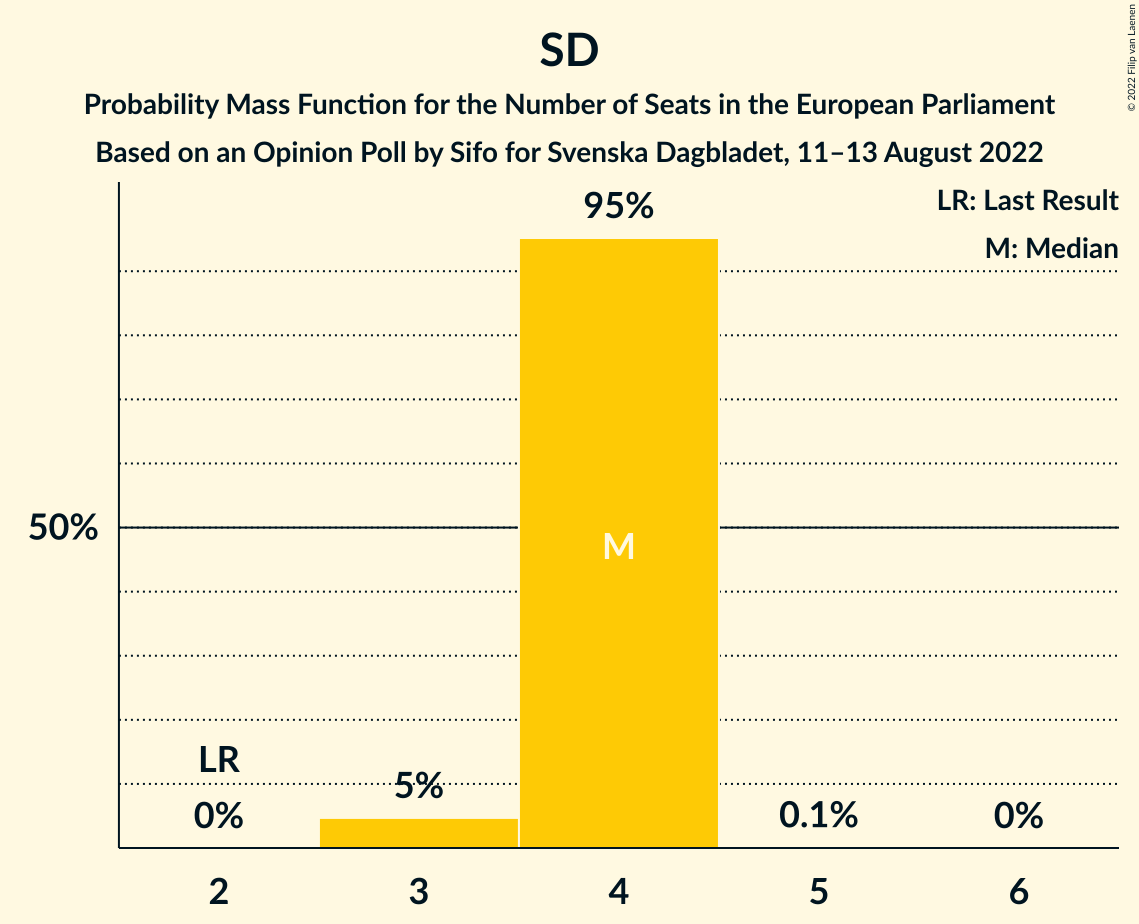 SD
Probability Mass Function for the Number of Seats in the European Parliament
Based on an Opinion Poll by Sifo for Svenska Dagbladet, 11–13 August 2022
© 2022 Filip van Laenen
LR: Last Result
M: Median
95%
50%
M
LR
0%
5%
0.1%
0%
2
3
4
5
6